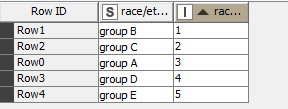 Row ID S race/et... I rac...
Row1 group B 1
Row2 group C 2
Row0 group A 3
Row3 group D 4
Row4 group E 5